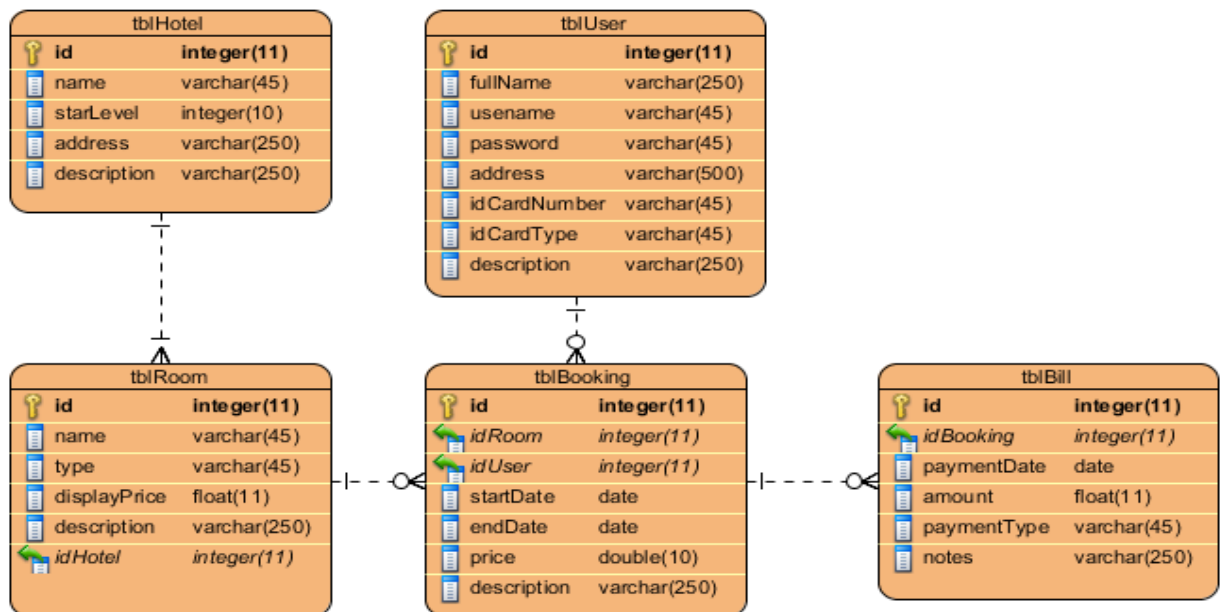 tblHotel
id integer(11)
name varchar(45)
starLevel integer(10)
address varchar(250)
description varchar(250)
tblUser
id integer(11)
fullName varchar(250)
usename varchar(45)
password varchar(45)
address varchar(500)
idCardNumber varchar(45)
idCardType varchar(45)
description varchar(250)
tblRoom
id integer(11)
name varchar(45)
type varchar(45)
displayPrice float(11)
description varchar(250)
idHotel integer(11)
tblBooking
id integer(11)
idRoom integer(11)
idUser integer(11)
startDate date
endDate date
price double(10)
description varchar(250)
tblBill
id integer(11)
idBooking integer(11)
paymentDate date
amount float(11)
paymentType varchar(45)
notes varchar(250)